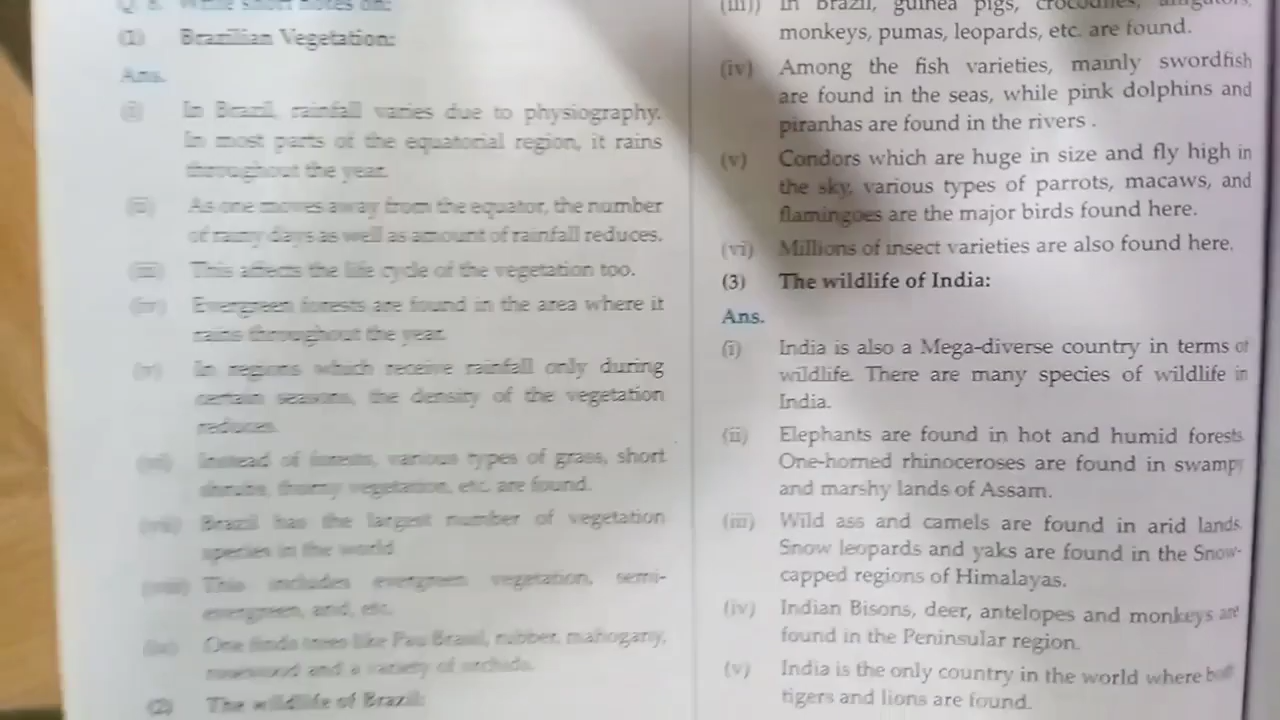 Q. 8. Write short notes on:
(1) Brazilian Vegetation:
Ans.
(i) In Brazil, rainfall varies due to physiography.
In most parts of the equatorial region, it rains
throughout the year.
(ii) As one moves away from the equator, the number
of rainy days as well as amount of rainfall reduces.
(iii) This affects the life cycle of the vegetation too.
(iv) Evergreen forests are found in the area where it
rains throughout the year.
(v) In regions which receive rainfall only during
certain seasons, the density of the vegetation
reduces.
(vi) Instead of forests, various types of grass, short
shrubs, thorny vegetation, etc. are found.
(vii) Brazil has the largest number of vegetation
species in the world
(viii) This includes evergreen vegetation, semi-
evergreen, arid, etc.
(ix) One finds trees like Pau Brasil, rubber, mahogany,
rosewood and a variety of orchids.
(2) The wildlife of Brazil:
(iii) In Brazil, guinea pigs, crocodiles, alligators,
monkeys, pumas, leopards, etc. are found.
(iv) Among the fish varieties, mainly swordfish
are found in the seas, while pink dolphins and
piranhas are found in the rivers .
(v) Condors which are huge in size and fly high in
the sky, various types of parrots, macaws, and
flamingoes are the major birds found here.
(vi) Millions of insect varieties are also found here.
(3) The wildlife of India:
Ans.
(i) India is also a Mega-diverse country in terms of
wildlife. There are many species of wildlife in
India.
(ii) Elephants are found in hot and humid forests.
One-horned rhinoceroses are found in swampy
and marshy lands of Assam.
(iii) Wild ass and camels are found in arid lands.
Snow leopards and yaks are found in the Snow-
capped regions of Himalayas.
(iv) Indian Bisons, deer, antelopes and monkeys are
found in the Peninsular region.
(v) India is the only country in the world where both
tigers and lions are found.